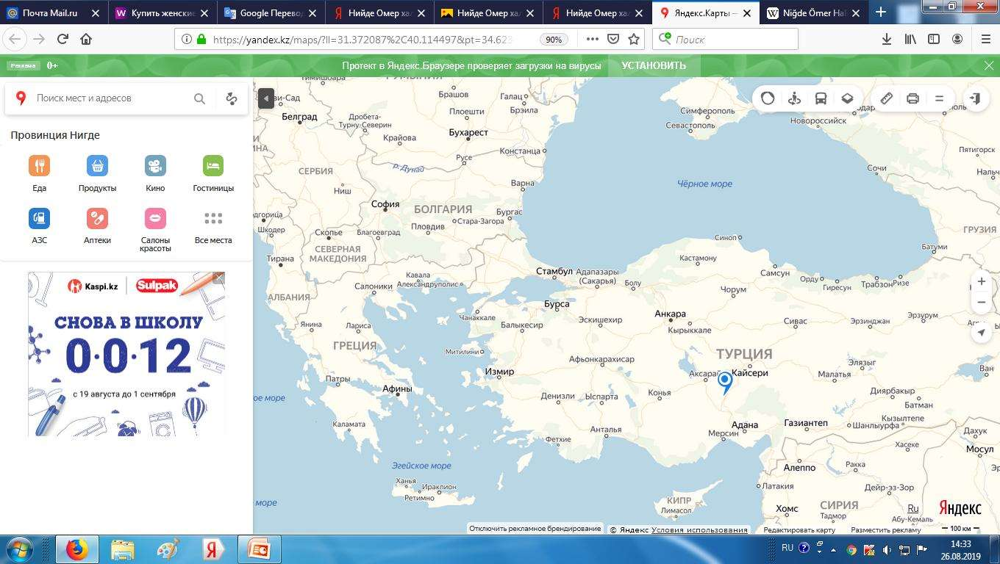 Почта Mail.ru
Купить женские
Google Перевод
Нийде Омер хал
Нийде Омер хал
Нийде Омер хал
Яндекс.Карты —
Niğde Ömer Hal
https://yandex.kz/maps/?ll=31.372087%2C40.114497&pt=34.623
90%
Поиск
Реклама
0+
Протект в Яндекс.Браузере проверяет загрузки на вирусы
УСТАНОВИТЬ
Поиск мест и адресов
Провинция Нигде
Еда
Продукты
Кино
Гостиницы
АЗС
Аптеки
Салоны
красоты
Все места
Kaspi.kz
Sulpak
СНОВА В ШКОЛУ
0·0·12
с 19 августа до 1 сентября
Тимишоара
РУМЫНИЯ
Брашов
Галац
Плоешти
Брэила
Белград
Дробета-
Турну-Северин
Крайова
Бухарест
Констанца
Русе
р. Дунай
СЕРБИЯ
Ниш
Варна
София
БОЛГАРИЯ
Бургас
Стара-Загора
Пловдив
Благоевград
Скопье
Шкодер
СЕВЕРНАЯ
МАКЕДОНИЯ
Тирана
АЛБАНИЯ
Салоники
Кавала
Александруполис
Янина
Лариса
ГРЕЦИЯ
Патры
Афины
Каламата
Митилини
Чанаккале
Эгейское море
Ханья
Ретимно
Ираклион
Симферополь
Севастополь
Новороссийск
Пятигорск
Сочи
Чёрное море
ГРУЗИЯ
Батуми
Синоп
Кастамону
Самсун
Орду
Гиресун
Трабзон
Ризе
Стамбул
Адапазары
(Сакарья)
Болу
Чорум
Бурса
Эскишехир
Анкара
Кырыккале
Сивас
Эрзинджан
Эрзурум
Балыкесир
Афьонкарахисар
ТУРЦИЯ
Измир
Аксарай
Кайсери
Малатья
Элязыг
Ван
Денизли
Ыспарта
Конья
Диярбакыр
Батман
Кызылтепе
Шанлыурфа
Газиантеп
Адана
Мерсин
Анталья
Фетхие
Дахук
Мосул
Хасеке
Алеппо
Ракка
Латакия
Дейр-эз-Зор
КИПР
Лимасол
Хомс
СИРИЯ
Тадмор
Абу-Кемаль
Ru
Яндекс
Отключить рекламное брендирование
© Яндекс Условия использования
Редактировать карту
Разместить рекламу
100 км
RU
14:33
26.08.2019